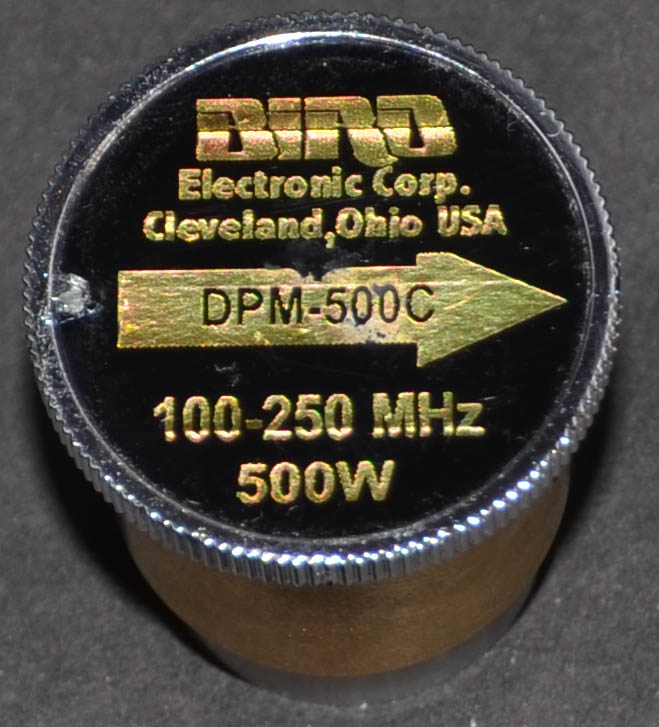 BIRD
Electronic Corp.
Cleveland,Ohio USA
DPM-500C
100-250 MHz
500W